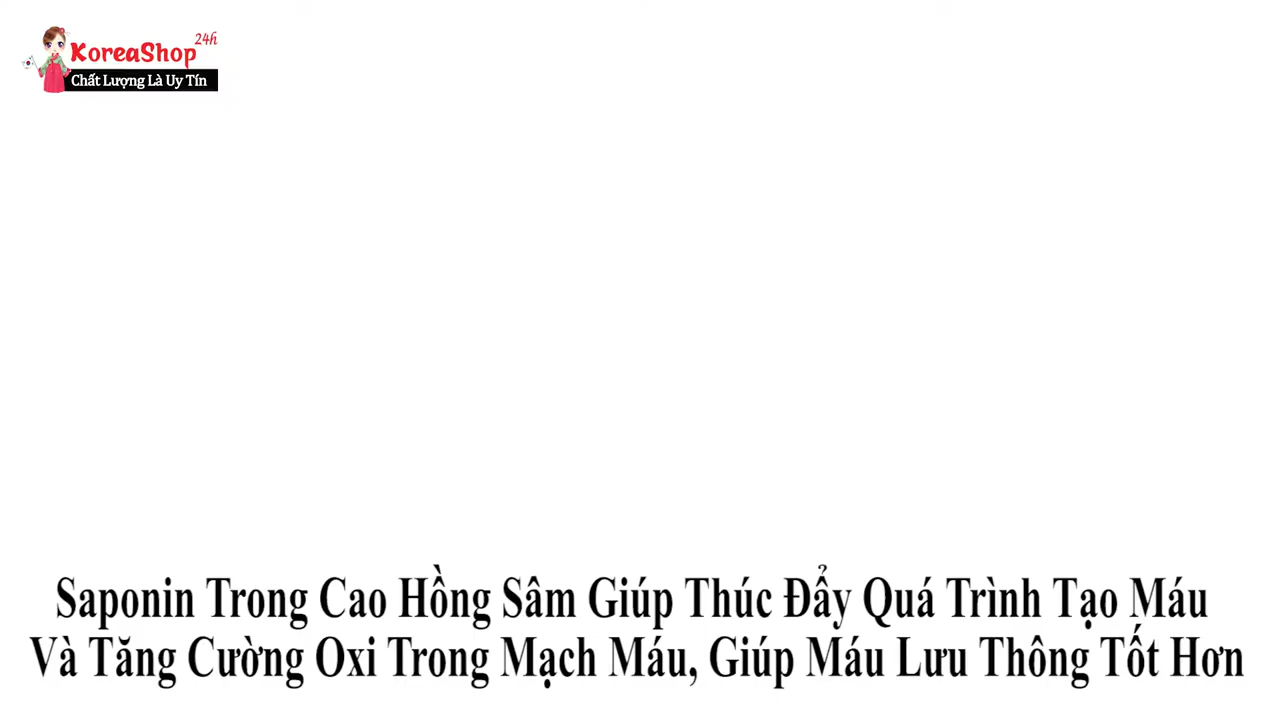 24h
KoreaShop
Chất Lượng Là Uy Tín
Saponin Trong Cao Hồng Sâm Giúp Thúc Đẩy Quá Trình Tạo Máu
Và Tăng Cường Oxi Trong Mạch Máu, Giúp Máu Lưu Thông Tốt Hơn